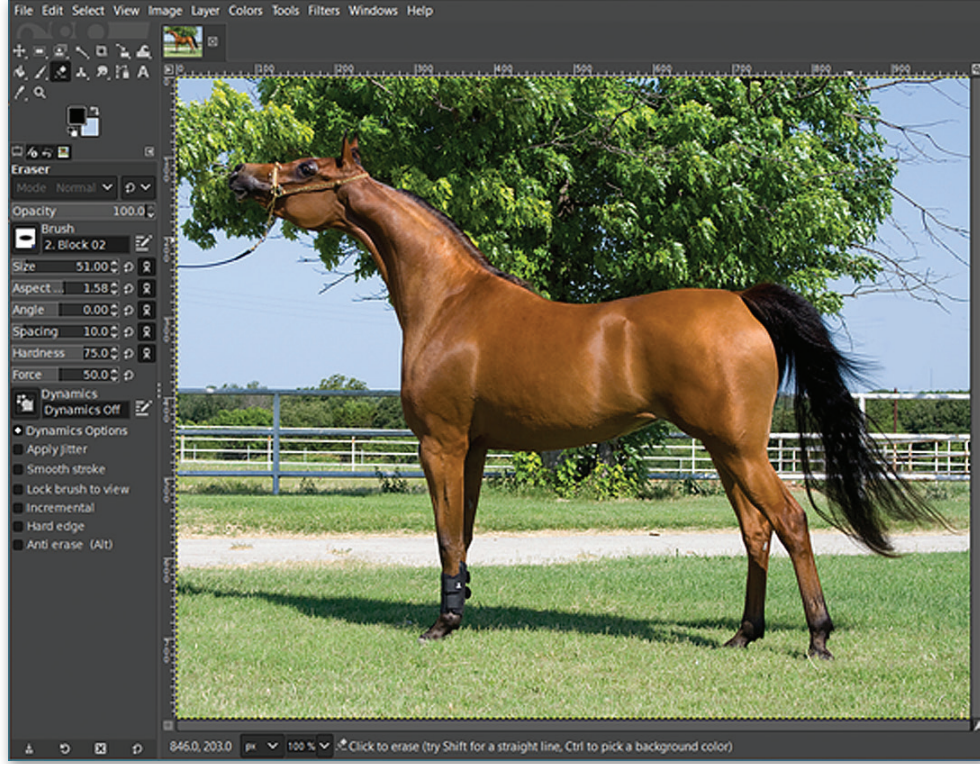 File Edit Select View Image Layer Colors Tools Filters Windows Help
0 100 200 300 400 500 600 700 800 900
Eraser
Mode Normal
Opacity 100.0
Brush
2. Block 02
Size 51.00
Aspect ... 1.58
Angle 0.00
Spacing 10.0
Hardness 75.0
Force 50.0
Dynamics
Dynamics Off
Dynamics Options
Apply Jitter
Smooth stroke
Lock brush to view
Incremental
Hard edge
Anti erase (Alt)
846.0, 203.0 px 100 % Click to erase (try Shift for a straight line, Ctrl to pick a background color)